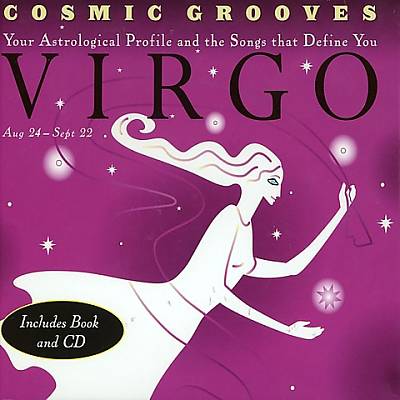 COSMIC GROOVES
Your Astrological Profile and the Songs that Define You
VIRGO
Aug 24–Sept 22
Includes Book
and CD